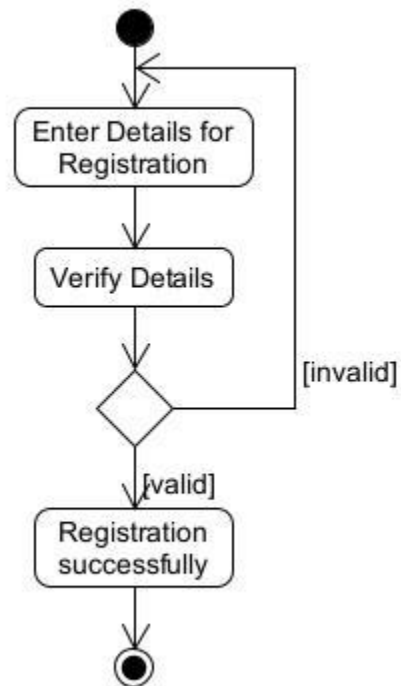 Enter Details for
Registration
Verify Details
[invalid]
[valid]
Registration
successfully